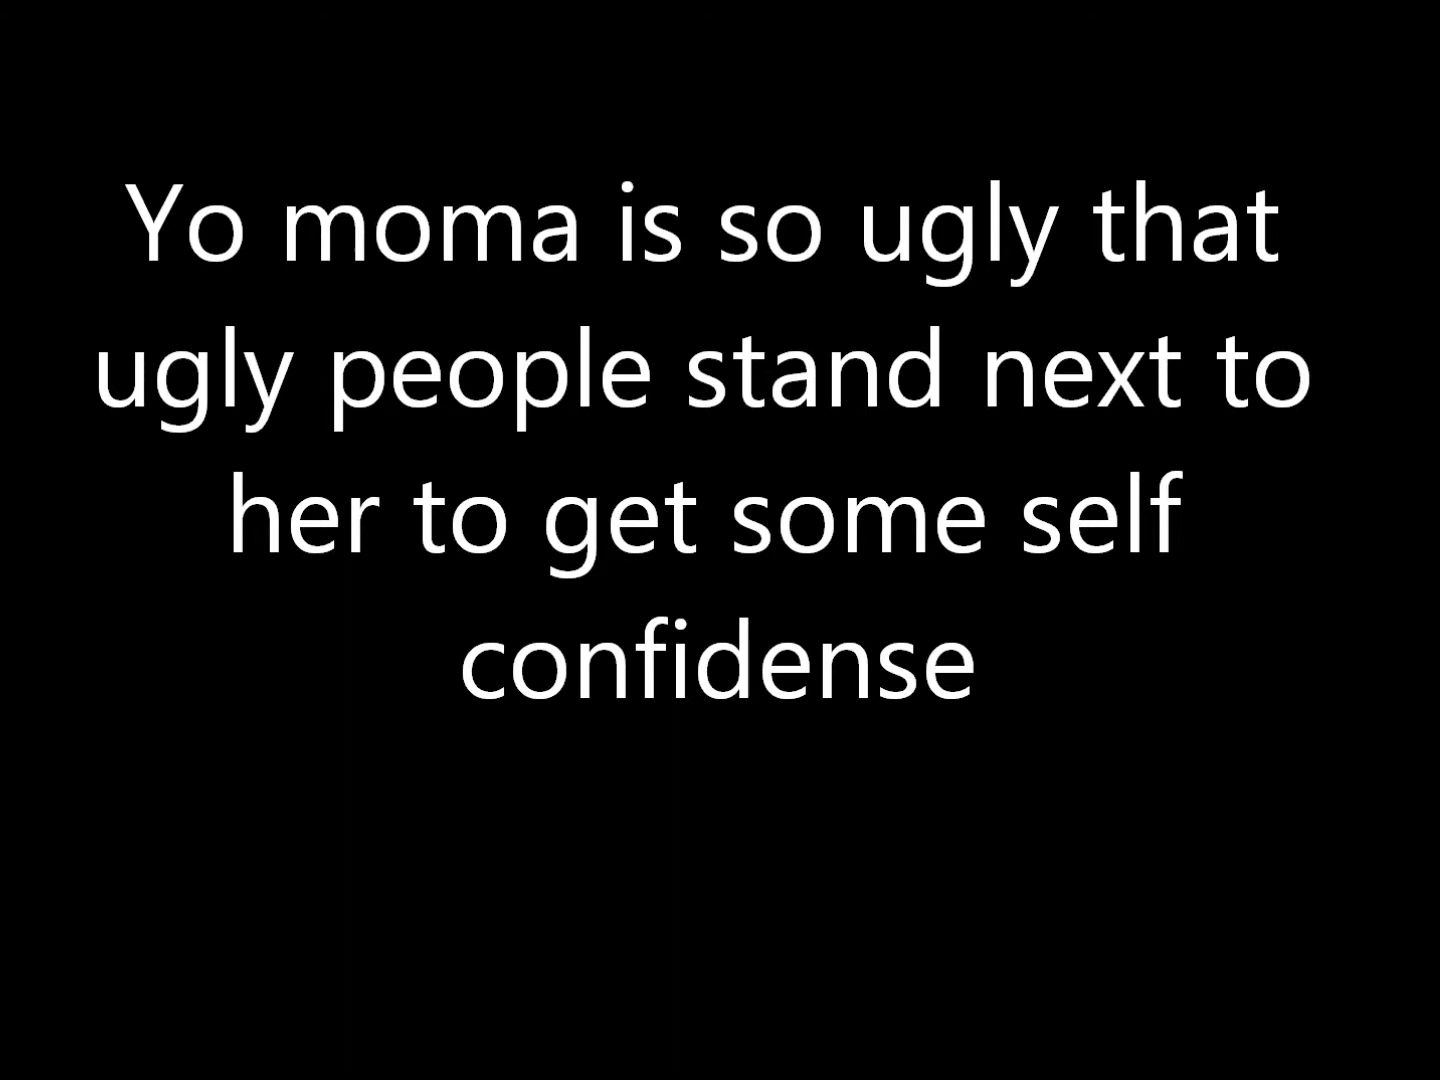 Yo moma is so ugly that
ugly people stand next to
her to get some self
confidense